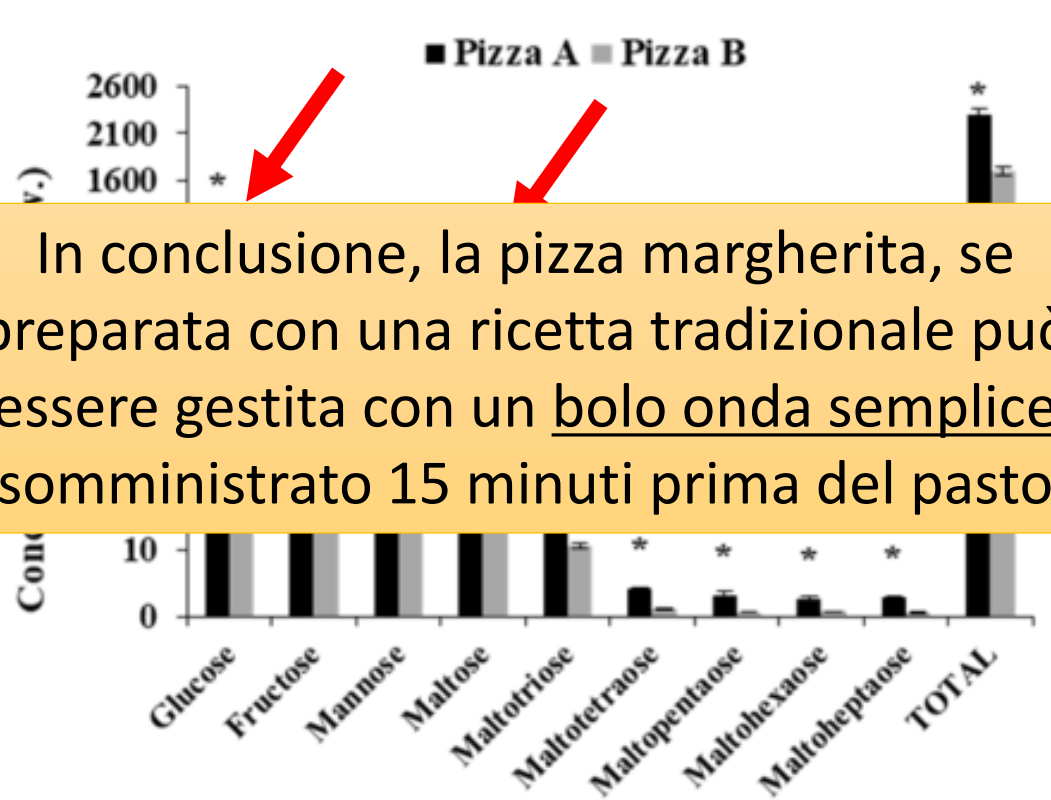 Pizza A Pizza B
2600
2100
1600
*
*
v.)
In conclusione, la pizza margherita, se
preparata con una ricetta tradizionale può
essere gestita con un bolo onda semplice
somministrato 15 minuti prima del pasto
Conc
10
* * * *
0
Glucose
Fructose
Mannose
Maltose
Maltotriose
Maltotetraose
Maltopentaose
Maltohexaose
Maltoheptaose
TOTAL